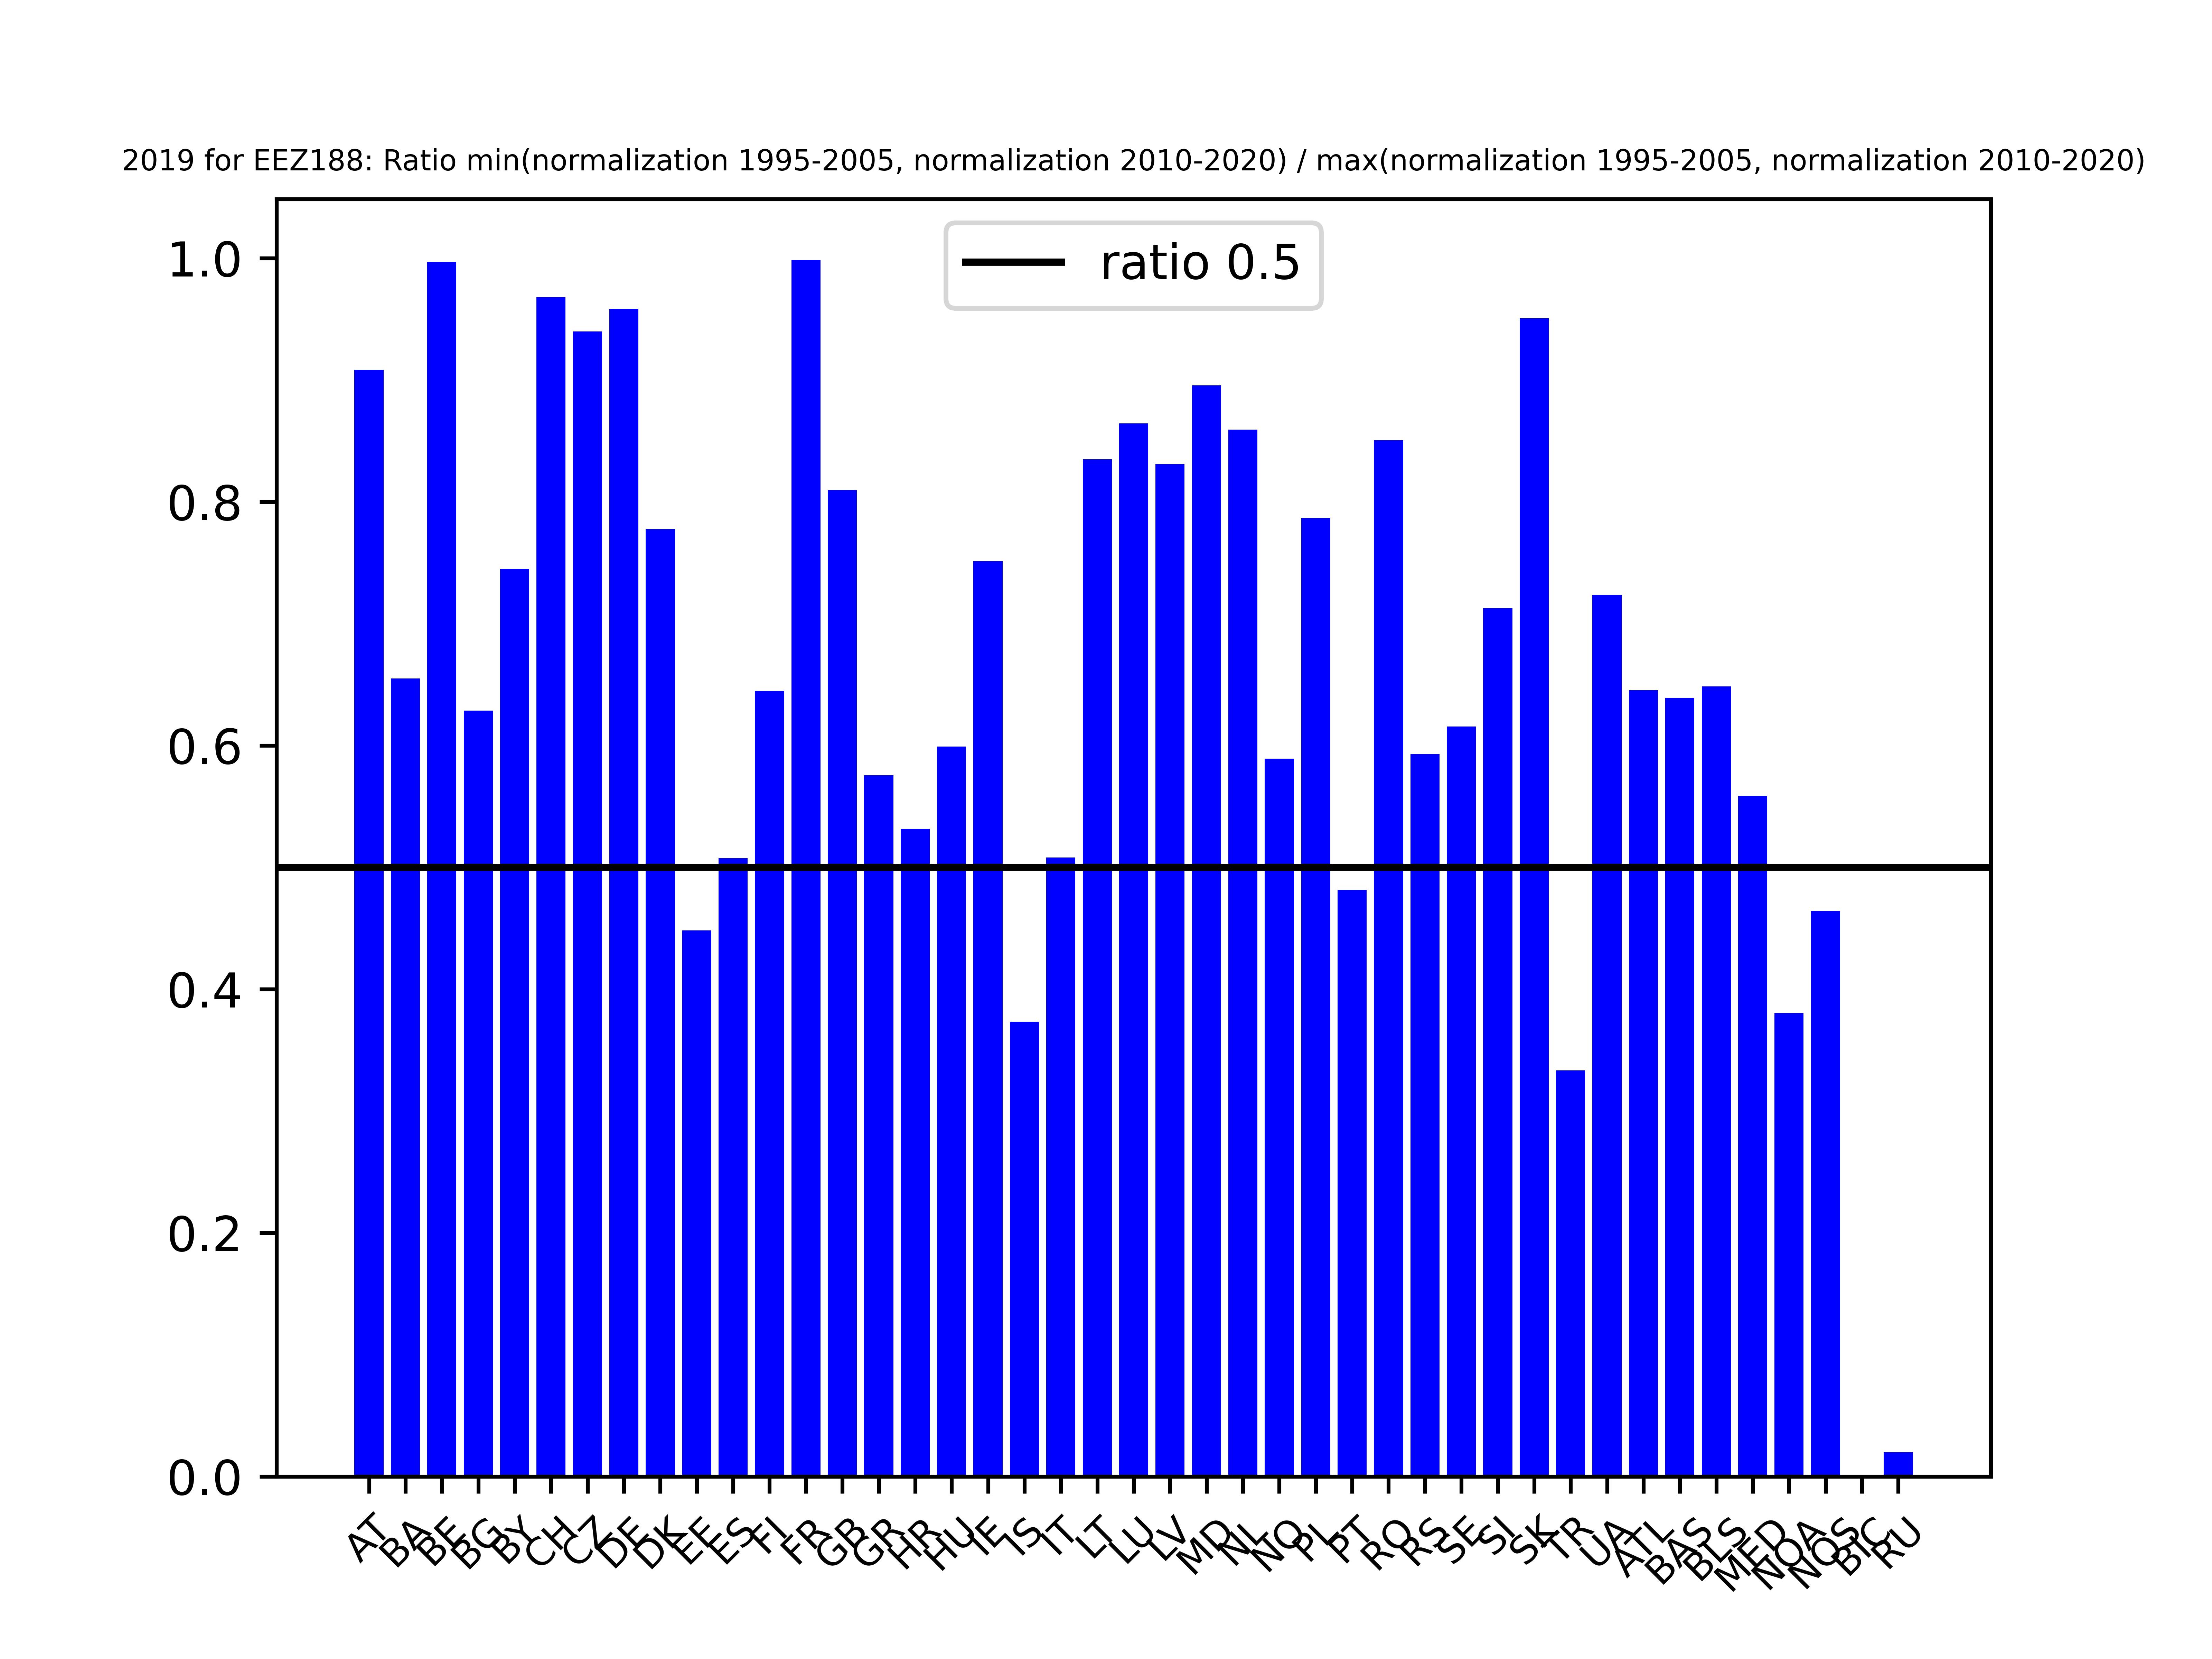 2019 for EEZ188: Ratio min(normalization 1995-2005, normalization 2010-2020) / max(normalization 1995-2005, normalization 2010-2020)
ratio 0.5
1.0
0.8
0.6
0.4
0.2
0.0
AT BA BE BG BY CH CZ DE DK EE ES FI FR GB GR HR HU IE IS IT LT LU LV MD NL NO PL PT RO RS SE SI SK TR UA ATL BAS BLS MED NOA NOS BIC RU